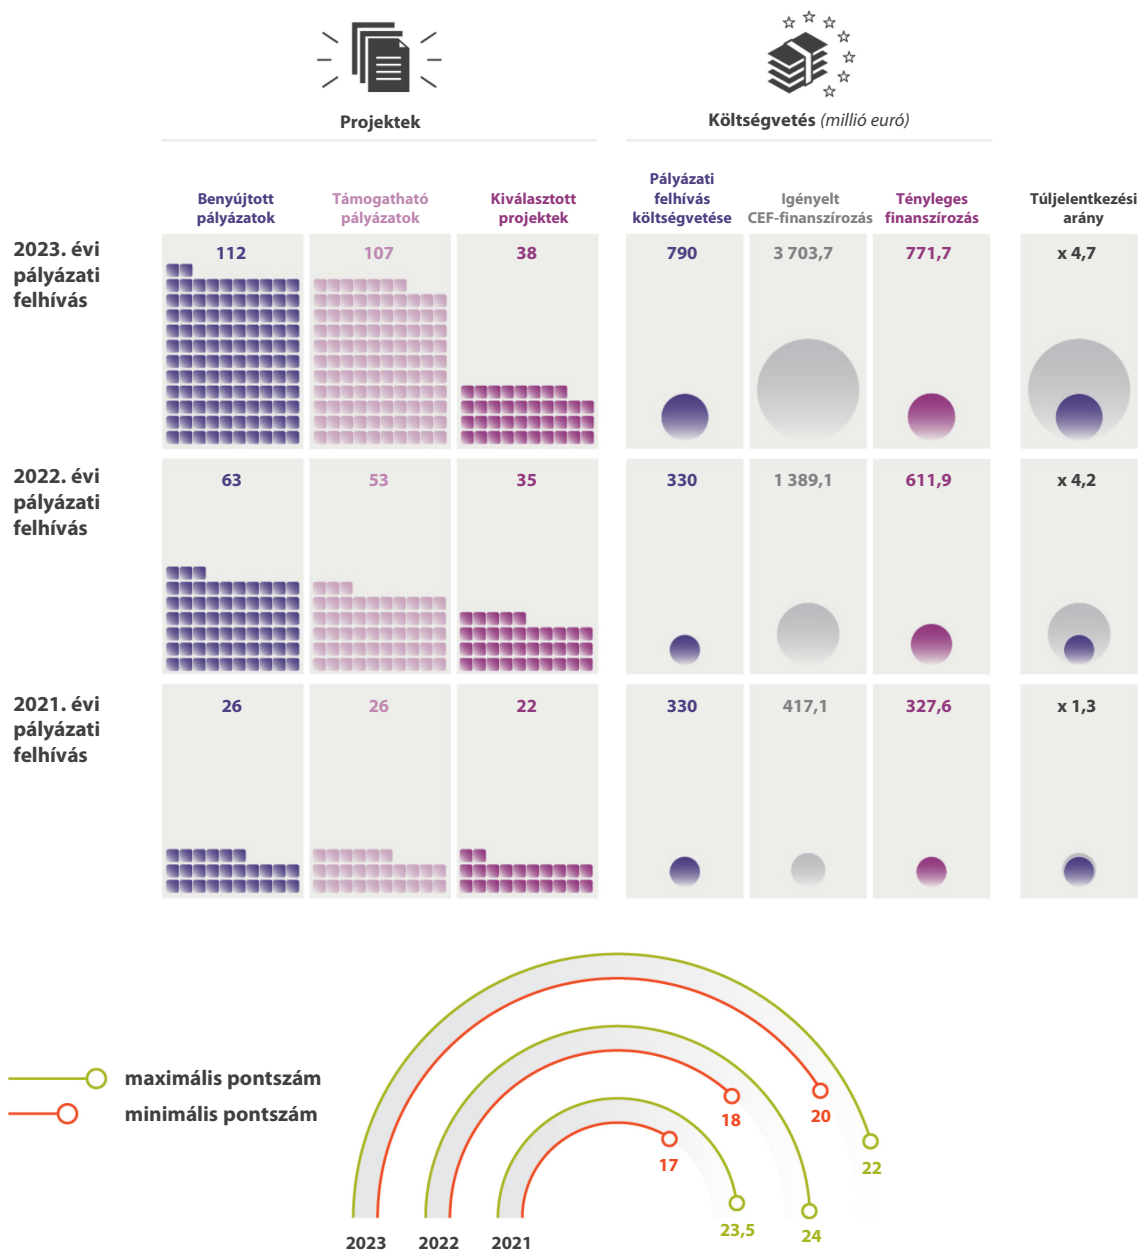 Projektek
Költségvetés (millió euró)
Benyújtott
pályázatok
Támogatható
pályázatok
Kiválasztott
projektek
Pályázati
felhívás
költségvetése
Igényelt
CEF-finanszírozás
Tényleges
finanszírozás
Túljelentkezési
arány
2023. évi
pályázati
felhívás
112
107
38
790
3 703,7
771,7
x 4,7
2022. évi
pályázati
felhívás
63
53
35
330
1 389,1
611,9
x 4,2
2021. évi
pályázati
felhívás
26
26
22
330
417,1
327,6
x 1,3
maximális pontszám
minimális pontszám
18
20
17
22
23,5
24
2023
2022
2021